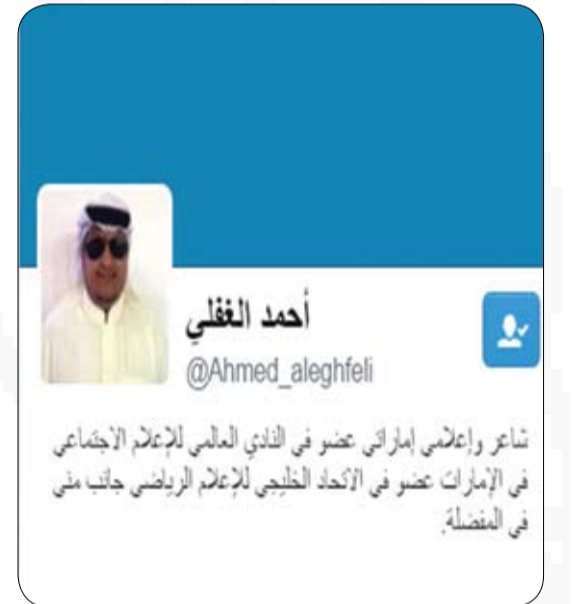 أحمد الغفلي
@Ahmed_aleghfeli
شاعر وإعلامي إماراتي عضو في النادي العالمي للإعلام الاجتماعي
في الإمارات عضو في الاتحاد الخليجي للإعلام الرياضي جانب مني
في المفضلة.